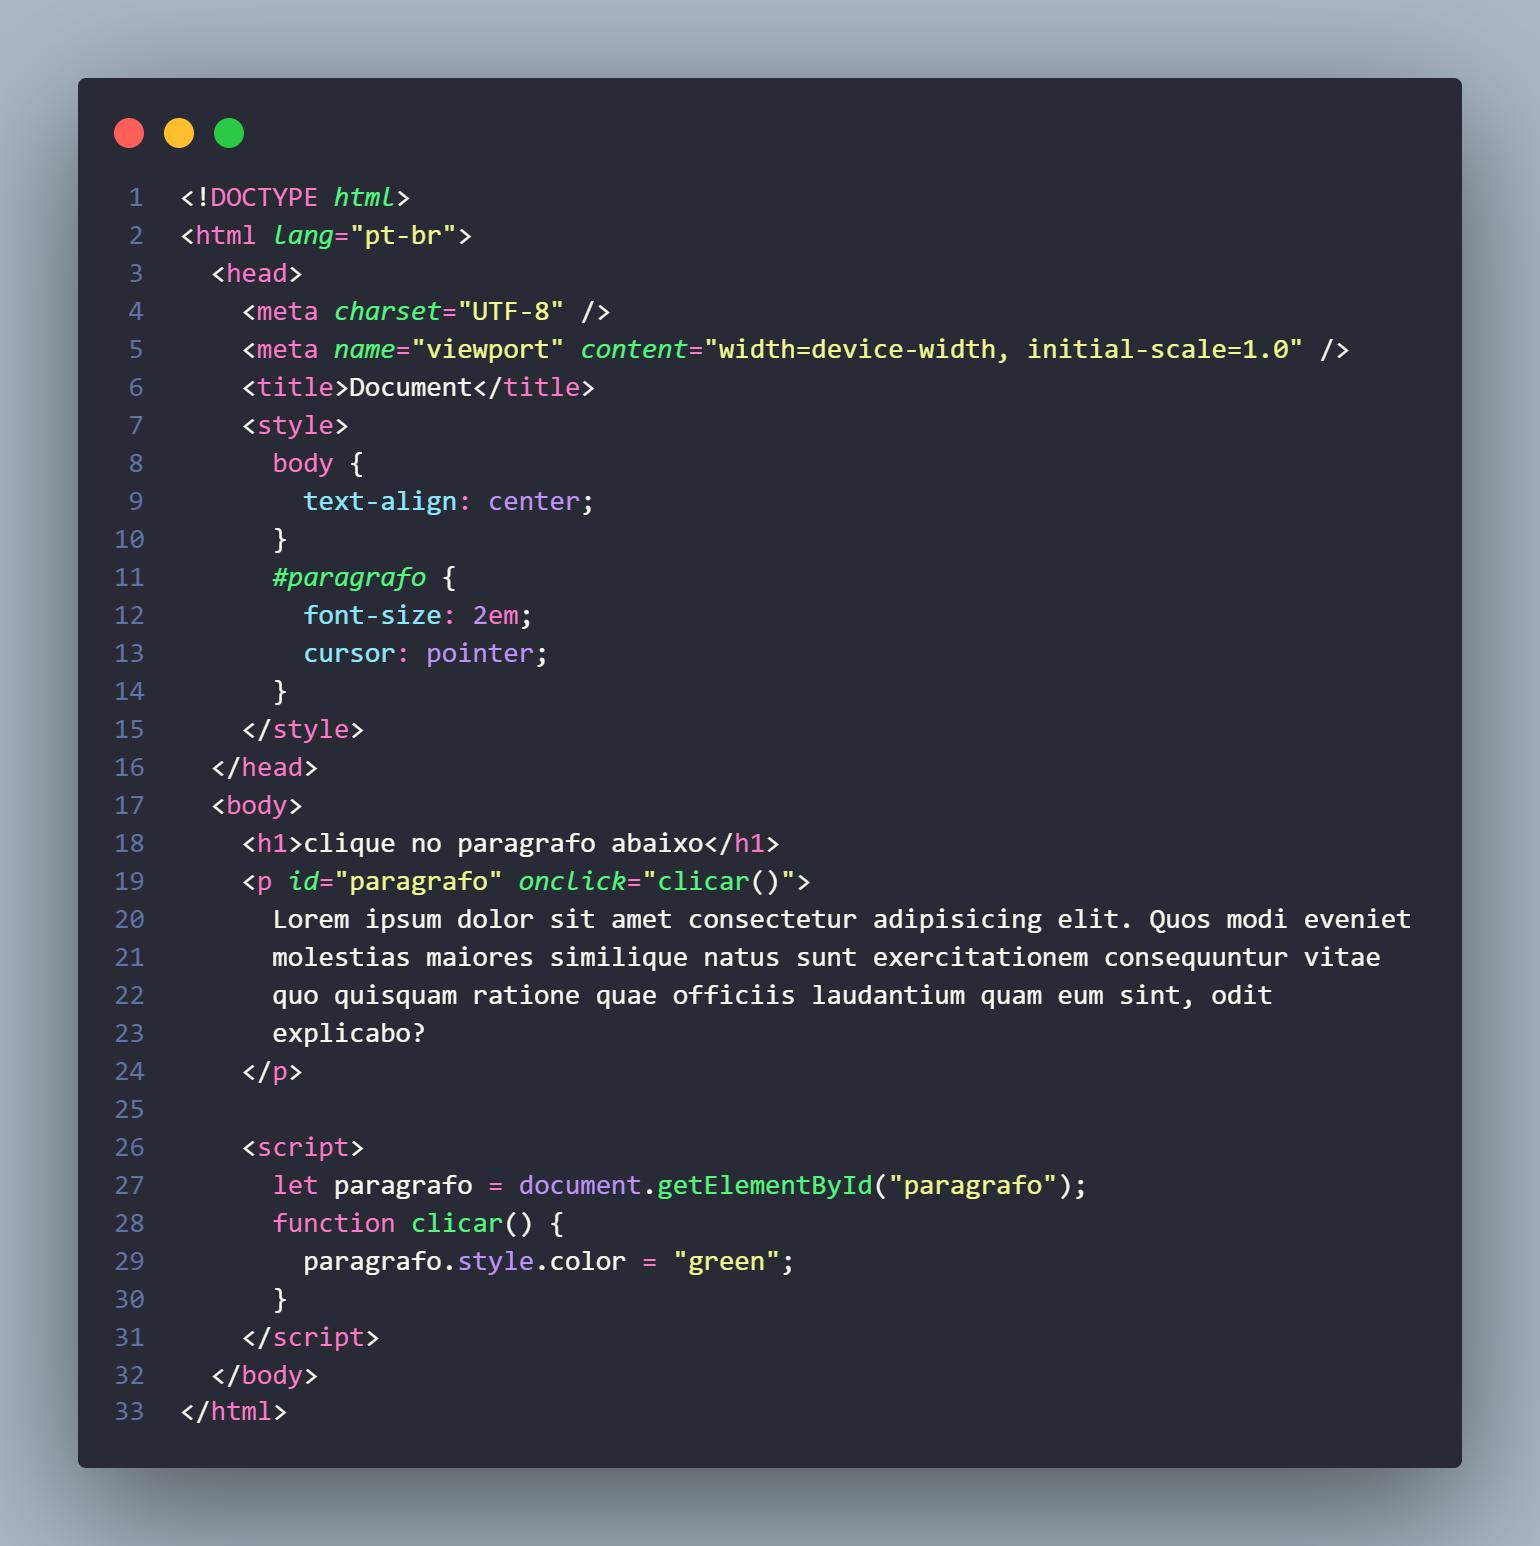 1 <!DOCTYPE html>
2 <html lang="pt-br">
3   <head>
4     <meta charset="UTF-8" />
5     <meta name="viewport" content="width=device-width, initial-scale=1.0" />
6     <title>Document</title>
7     <style>
8       body {
9         text-align: center;
10       }
11       #paragrafo {
12         font-size: 2em;
13         cursor: pointer;
14       }
15     </style>
16   </head>
17   <body>
18     <h1>clique no paragrafo abaixo</h1>
19     <p id="paragrafo" onclick="clicar()">
20       Lorem ipsum dolor sit amet consectetur adipisicing elit. Quos modi eveniet
21       molestias maiores similique natus sunt exercitationem consequuntur vitae
22       quo quisquam ratione quae officiis laudantium quam eum sint, odit
23       explicabo?
24     </p>
25
26     <script>
27       let paragrafo = document.getElementById("paragrafo");
28       function clicar() {
29         paragrafo.style.color = "green";
30       }
31     </script>
32   </body>
33 </html>